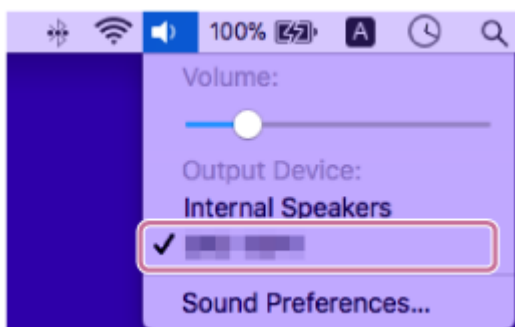 100% A
Volume:
Output Device:
Internal Speakers
Sound Preferences...